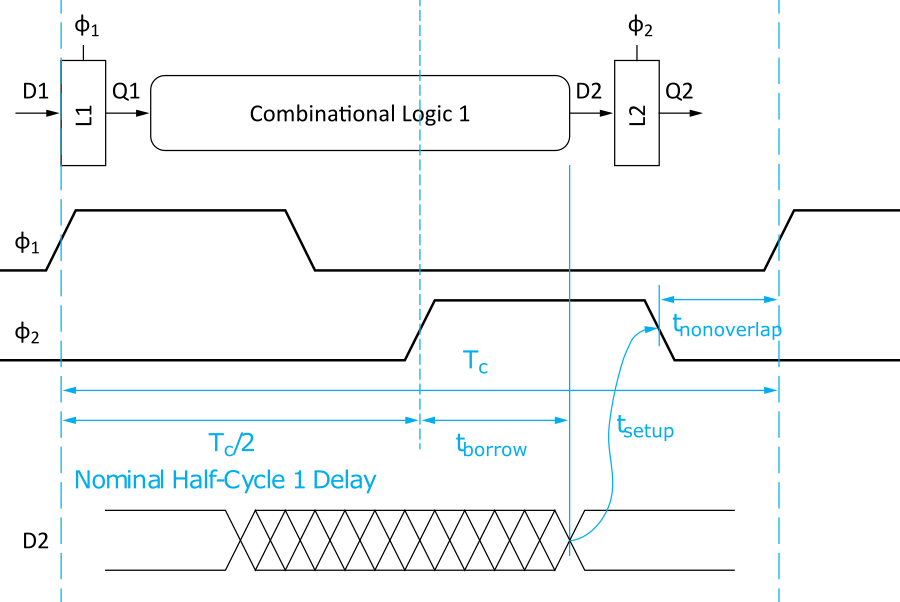 ϕ1 ϕ2
D1 L1 Q1 Combinational Logic 1 D2 L2 Q2
ϕ1
ϕ2
tnonoverlap
Tc
Tc/2 tborrow tsetup
Nominal Half-Cycle 1 Delay
D2